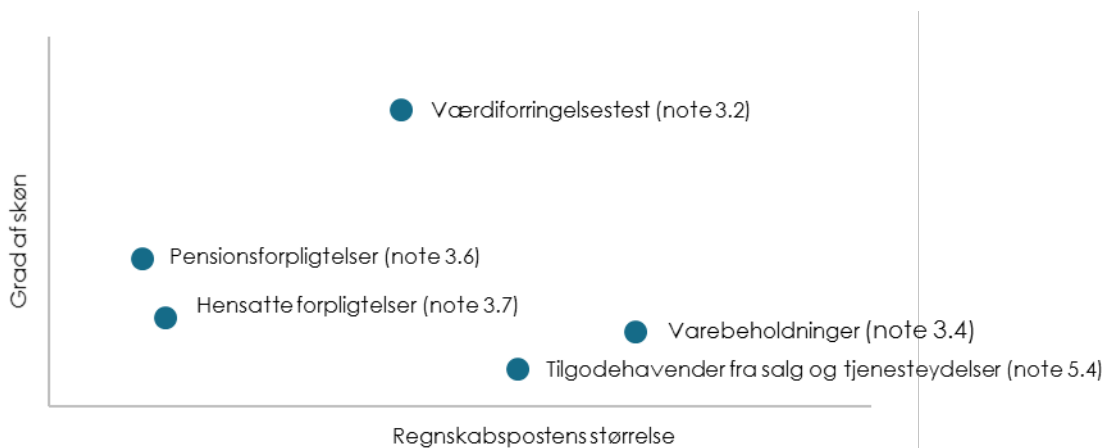 Værdiforringelsestest (note 3.2)
Grad af skøn
Pensionsforpligtelser (note 3.6)
Hensatte forpligtelser (note 3.7)
Varebeholdninger (note 3.4)
Tilgodehavender fra salg og tjenesteydelser (note 5.4)
Regnskabspostens størrelse